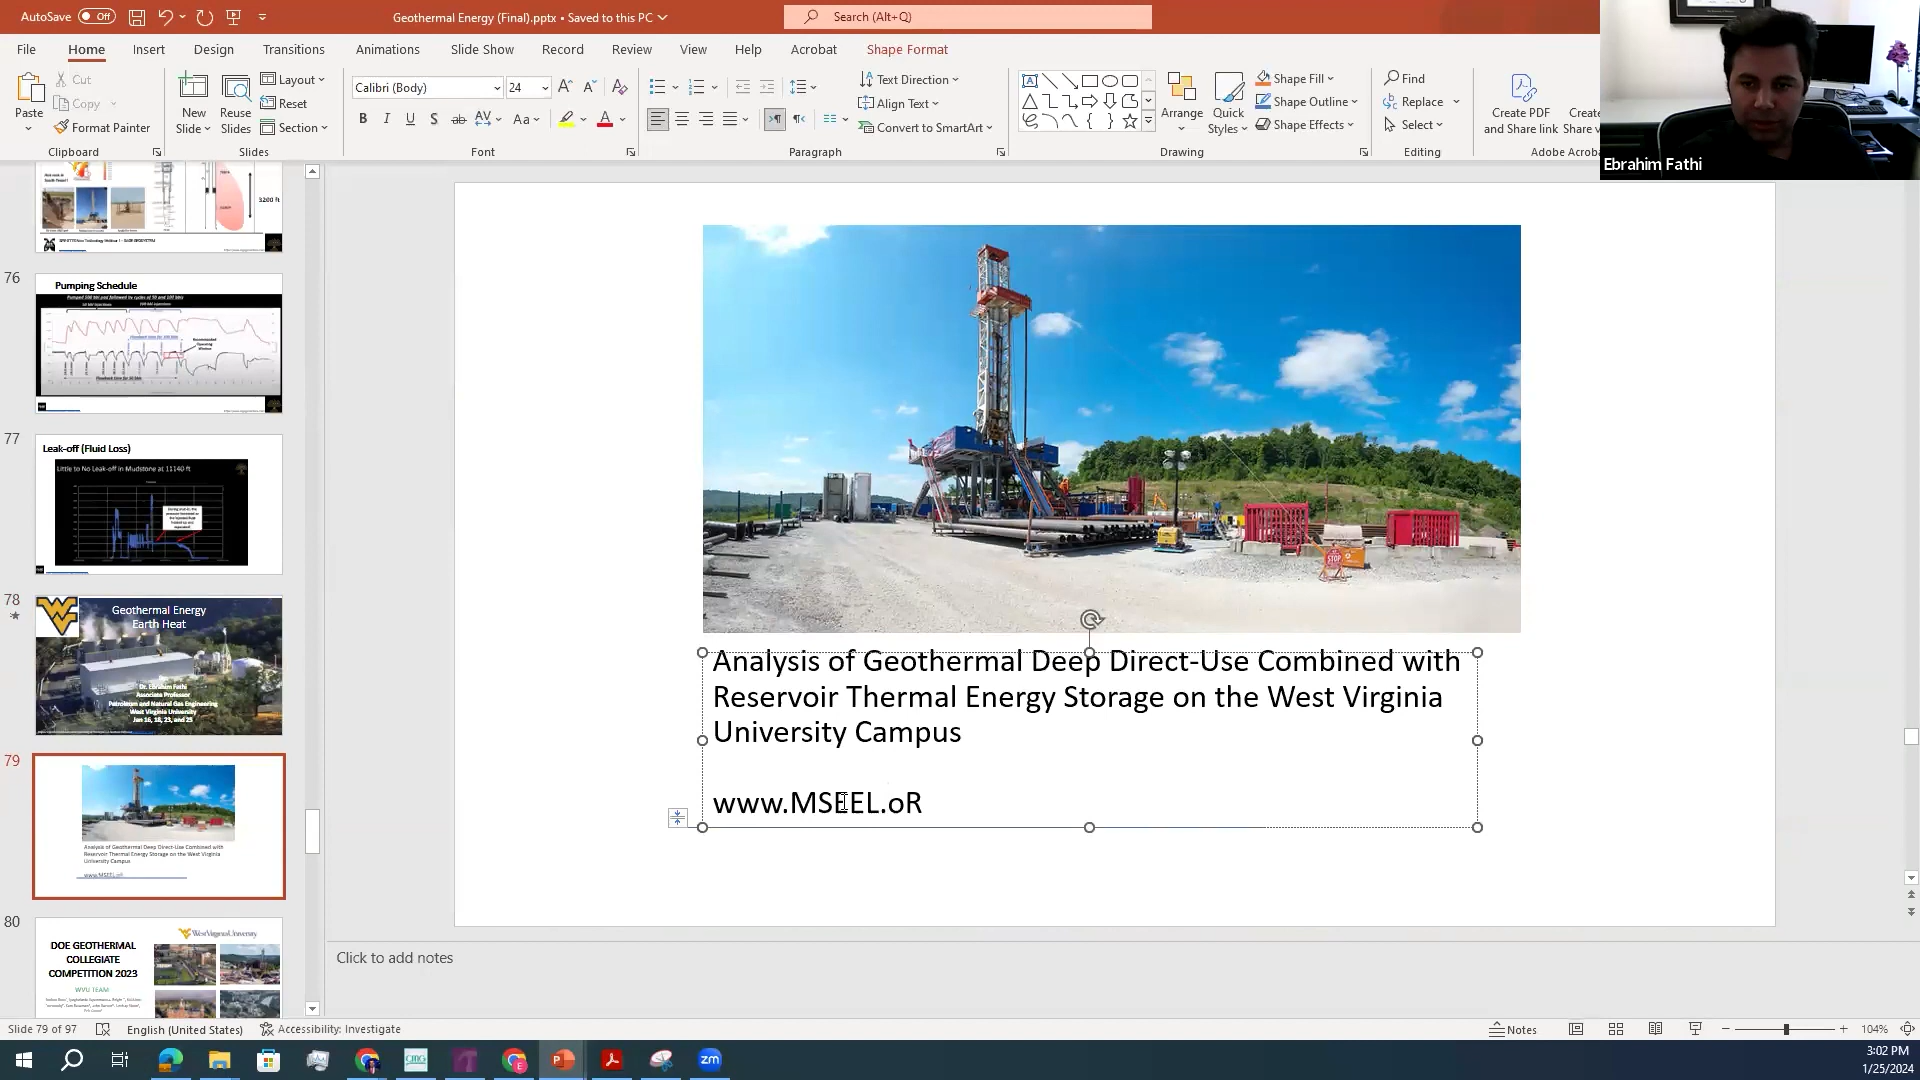 AutoSave Off
Geothermal Energy (Final).pptx • Saved to this PC
Search (Alt+Q)
File Home Insert Design Transitions Animations Slide Show Record Review View Help Acrobat Shape Format
Paste
Cut
Copy
Format Painter
Clipboard
New Slide
Reuse Slides
Layout
Reset
Section
Slides
Calibri (Body) 24
Font
Text Direction
Align Text
Convert to SmartArt
Paragraph
Arrange
Quick Styles
Shape Fill
Shape Outline
Shape Effects
Drawing
Find
Replace
Select
Editing
Create PDF and Share link
Ebrahim Fathi
3200 ft
76
Pumping Schedule
77
Leak-off (Fluid Loss)
Little to No Leak-off in Mudstone at 11140 ft
78
Geothermal Energy
Earth Heat
Dr. Ebrahim Fathi
Associate Professor
Petroleum and Natural Gas Engineering
West Virginia University
Jan 16, 18, 23, and 25
79
Analysis of Geothermal Deep Direct-Use Combined with
Reservoir Thermal Energy Storage on the West Virginia
University Campus
www.MSEEL.oR
80
WestVirginiaUniversity
DOE GEOTHERMAL
COLLEGIATE
COMPETITION 2023
WVU TEAM
STOP
Analysis of Geothermal Deep Direct-Use Combined with
Reservoir Thermal Energy Storage on the West Virginia
University Campus
www.MSEEL.oR
Click to add notes
Slide 79 of 97 English (United States) Accessibility: Investigate
Notes 104%
zm
3:02 PM
1/25/2024